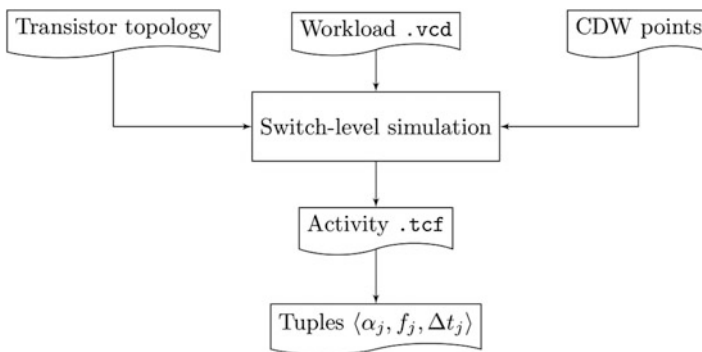 Transistor topology
Workload .vcd
CDW points
Switch-level simulation
Activity .tcf
Tuples ⟨αj, fj, Δtj⟩